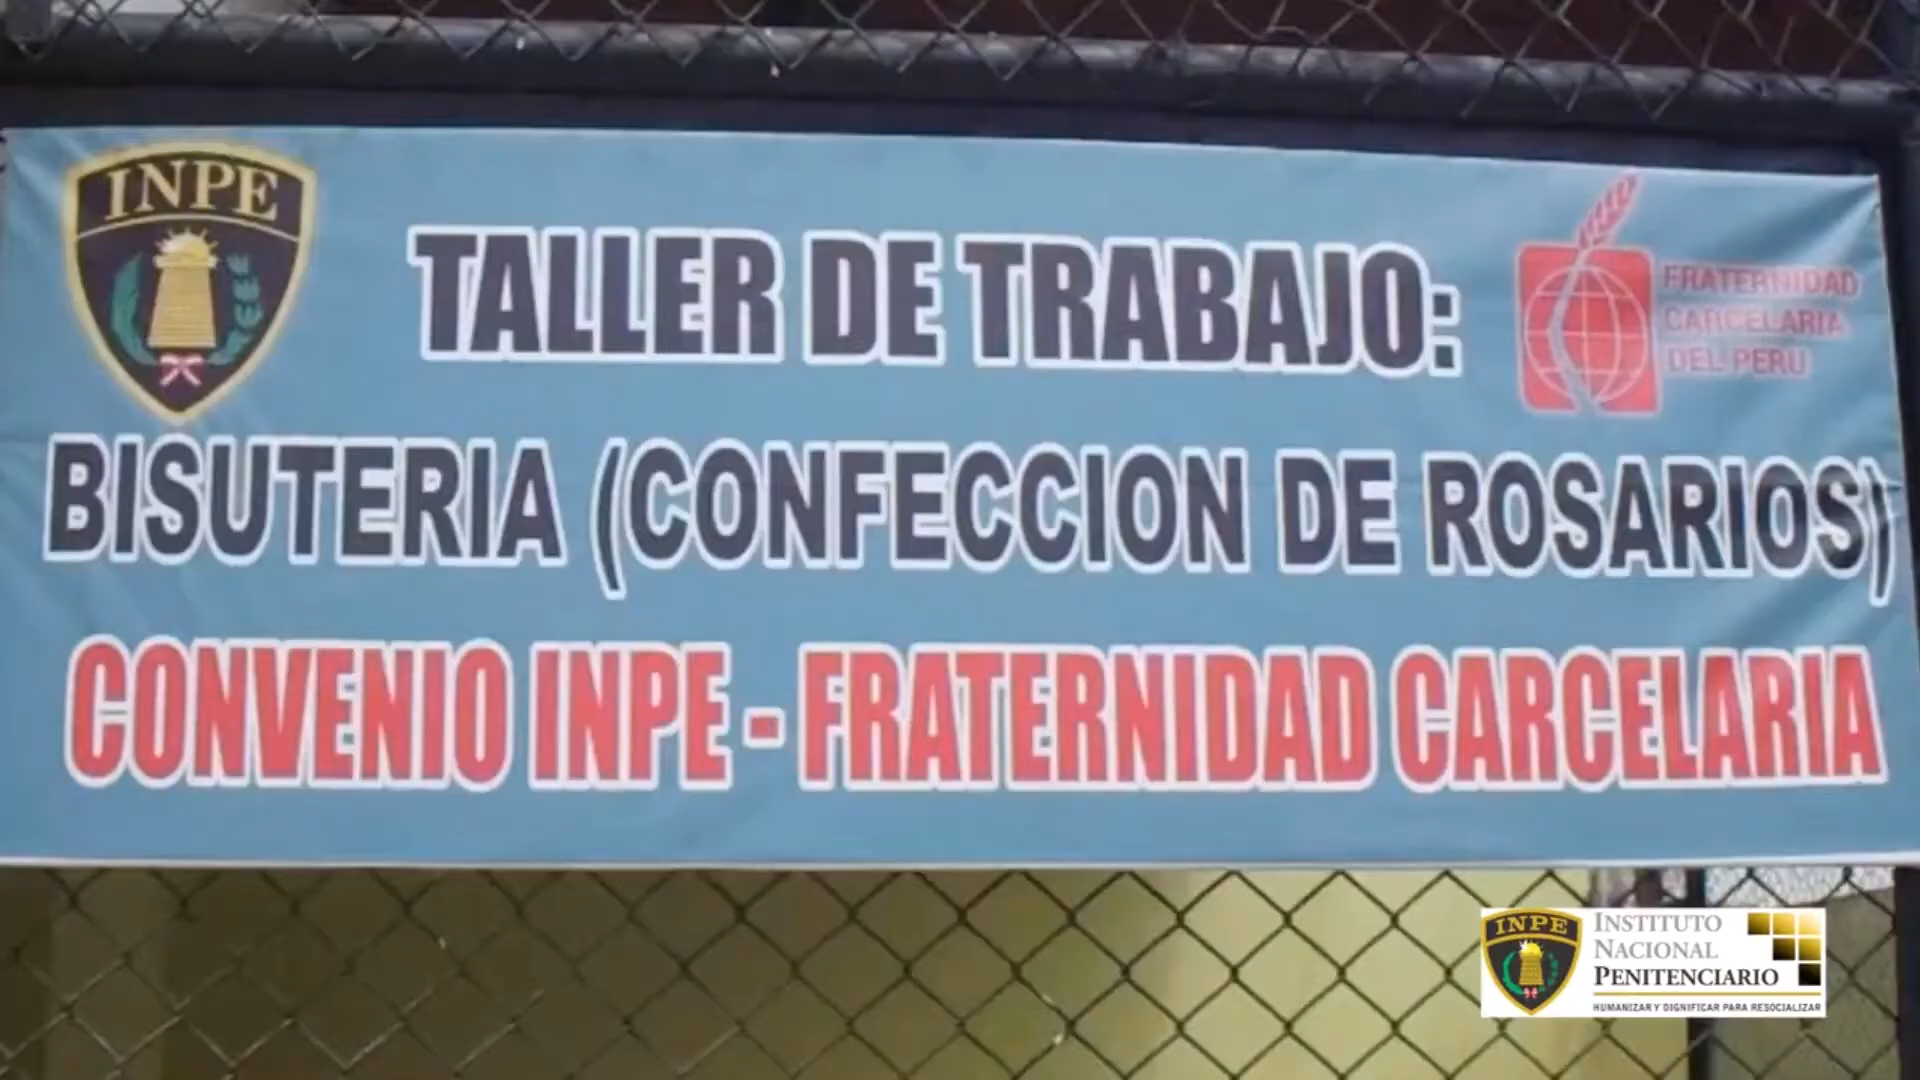 INPE
TALLER DE TRABAJO:
FRATERNIDAD
CARCELARIA
DEL PERU
BISUTERIA (CONFECCION DE ROSARIOS)
CONVENIO INPE - FRATERNIDAD CARCELARIA
INPE
INSTITUTO
NACIONAL
PENITENCIARIO
HUMANIZAR Y DIGNIFICAR PARA RESOCIALIZAR